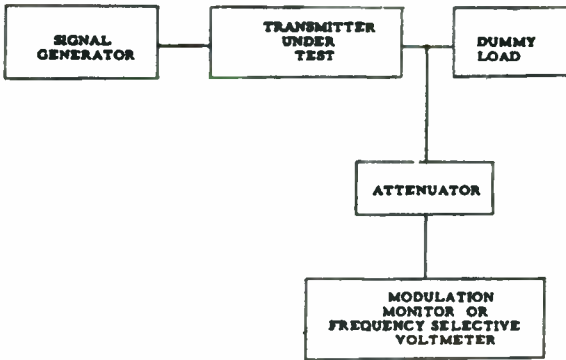 SIGNAL
GENERATOR
TRANSMITTER
UNDER
TEST
DUMMY
LOAD
ATTENUATOR
MODULATION
MONITOR OR
FREQUENCY SELECTIVE
VOLTMETER